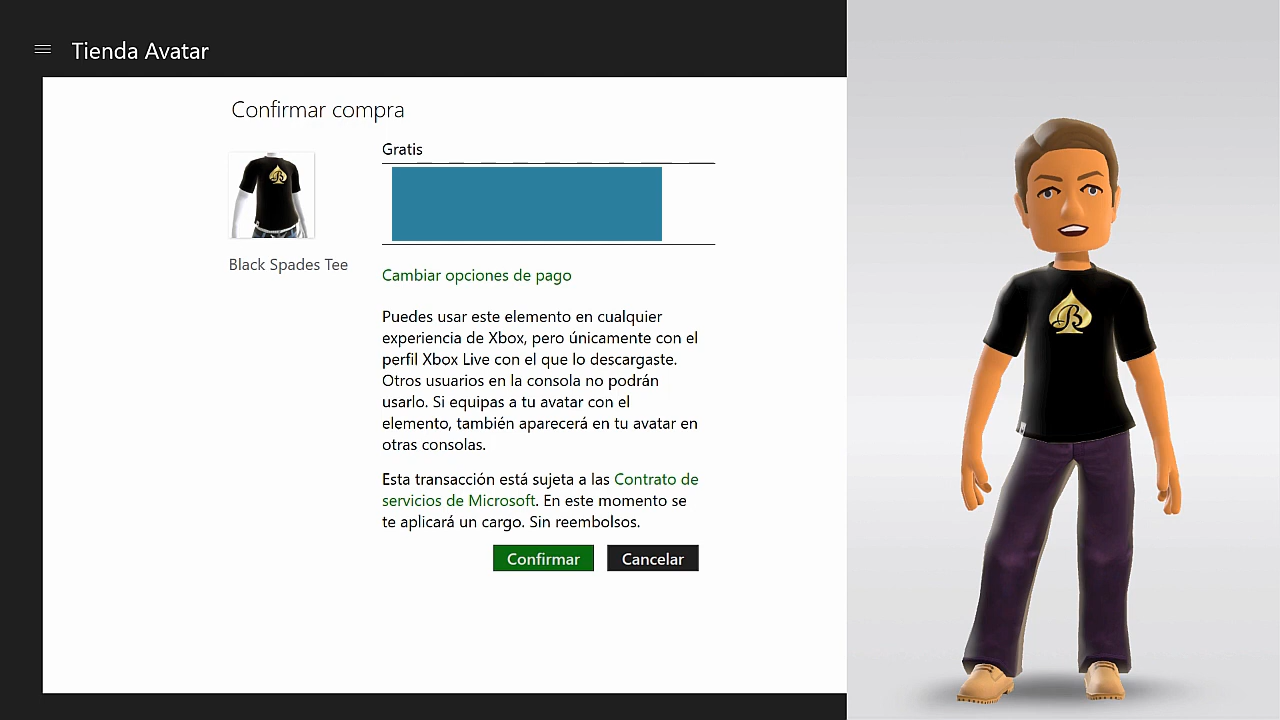 Tienda Avatar
Confirmar compra
Gratis
Black Spades Tee
Cambiar opciones de pago
Puedes usar este elemento en cualquier
experiencia de Xbox, pero únicamente con el
perfil Xbox Live con el que lo descargaste.
Otros usuarios en la consola no podrán
usarlo. Si equipas a tu avatar con el
elemento, también aparecerá en tu avatar en
otras consolas.
Esta transacción está sujeta a las Contrato de
servicios de Microsoft. En este momento se
te aplicará un cargo. Sin reembolsos.
Confirmar
Cancelar
B